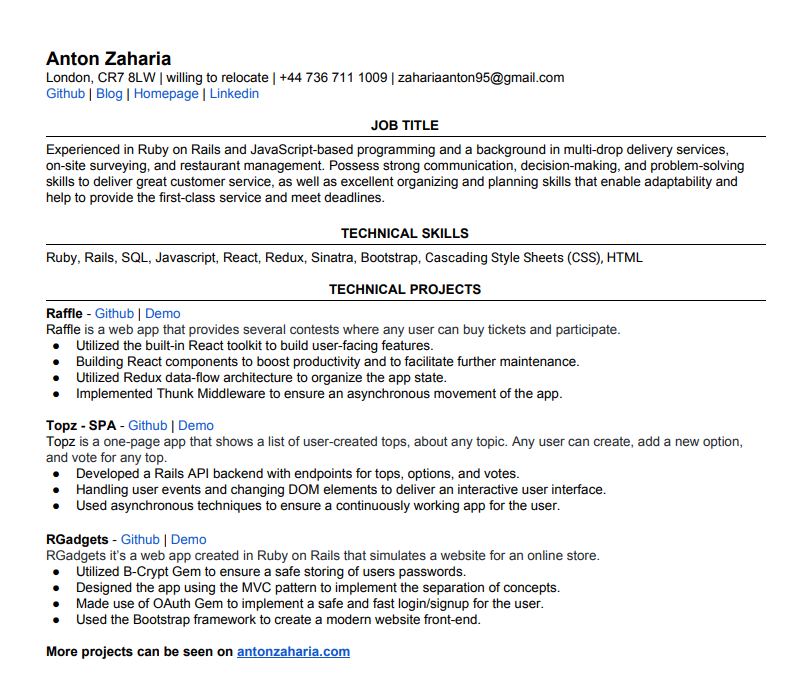 Anton Zaharia
London, CR7 8LW | willing to relocate | +44 736 711 1009 | zahariaanton95@gmail.com
Github | Blog | Homepage | Linkedin
JOB TITLE
Experienced in Ruby on Rails and JavaScript-based programming and a background in multi-drop delivery services,
on-site surveying, and restaurant management. Possess strong communication, decision-making, and problem-solving
skills to deliver great customer service, as well as excellent organizing and planning skills that enable adaptability and
help to provide the first-class service and meet deadlines.
TECHNICAL SKILLS
Ruby, Rails, SQL, Javascript, React, Redux, Sinatra, Bootstrap, Cascading Style Sheets (CSS), HTML
TECHNICAL PROJECTS
Raffle - Github | Demo
Raffle is a web app that provides several contests where any user can buy tickets and participate.
● Utilized the built-in React toolkit to build user-facing features.
● Building React components to boost productivity and to facilitate further maintenance.
● Utilized Redux data-flow architecture to organize the app state.
● Implemented Thunk Middleware to ensure an asynchronous movement of the app.
Topz - SPA - Github | Demo
Topz is a one-page app that shows a list of user-created tops, about any topic. Any user can create, add a new option,
and vote for any top.
● Developed a Rails API backend with endpoints for tops, options, and votes.
● Handling user events and changing DOM elements to deliver an interactive user interface.
● Used asynchronous techniques to ensure a continuously working app for the user.
RGadgets - Github | Demo
RGadgets it's a web app created in Ruby on Rails that simulates a website for an online store.
● Utilized B-Crypt Gem to ensure a safe storing of users passwords.
● Designed the app using the MVC pattern to implement the separation of concepts.
● Made use of OAuth Gem to implement a safe and fast login/signup for the user.
● Used the Bootstrap framework to create a modern website front-end.
More projects can be seen on antonzaharia.com